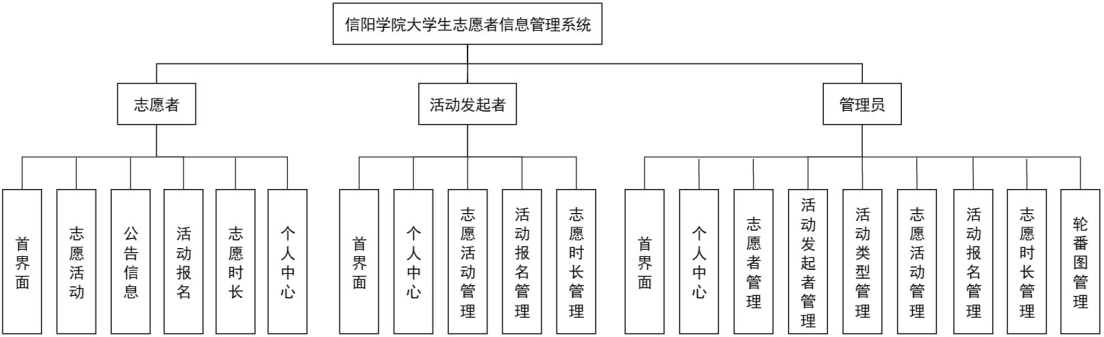 信阳学院大学生志愿者信息管理系统
志愿者
活动发起者
管理员
首界面
志愿活动
公告信息
活动报名
志愿时长
个人中心
首界面
个人中心
志愿活动管理
活动报名管理
志愿时长管理
首界面
个人中心
志愿者管理
活动发起者管理
活动类型管理
志愿活动管理
活动报名管理
志愿时长管理
轮番图管理